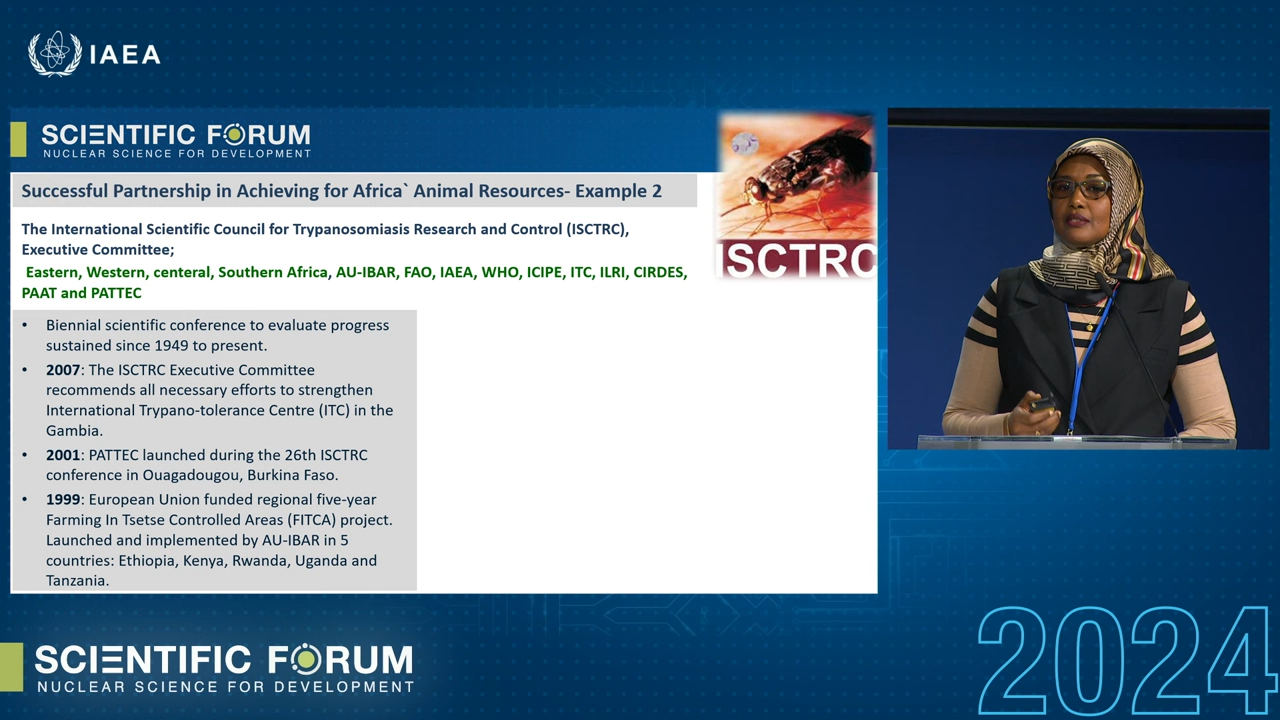 IAEA
SCIENTIFIC FORUM
NUCLEAR SCIENCE FOR DEVELOPMENT
Successful Partnership in Achieving for Africa` Animal Resources- Example 2
The International Scientific Council for Trypanosomiasis Research and Control (ISCTRC),
Executive Committee;
Eastern, Western, centeral, Southern Africa, AU-IBAR, FAO, IAEA, WHO, ICIPE, ITC, ILRI, CIRDES,
PAAT and PATTEC
ISCTRC
• Biennial scientific conference to evaluate progress
sustained since 1949 to present.
• 2007: The ISCTRC Executive Committee
recommends all necessary efforts to strengthen
International Trypano-tolerance Centre (ITC) in the
Gambia.
• 2001: PATTEC launched during the 26th ISCTRC
conference in Ouagadougou, Burkina Faso.
• 1999: European Union funded regional five-year
Farming In Tsetse Controlled Areas (FITCA) project.
Launched and implemented by AU-IBAR in 5
countries: Ethiopia, Kenya, Rwanda, Uganda and
Tanzania.
SCIENTIFIC FORUM
NUCLEAR SCIENCE FOR DEVELOPMENT
2024